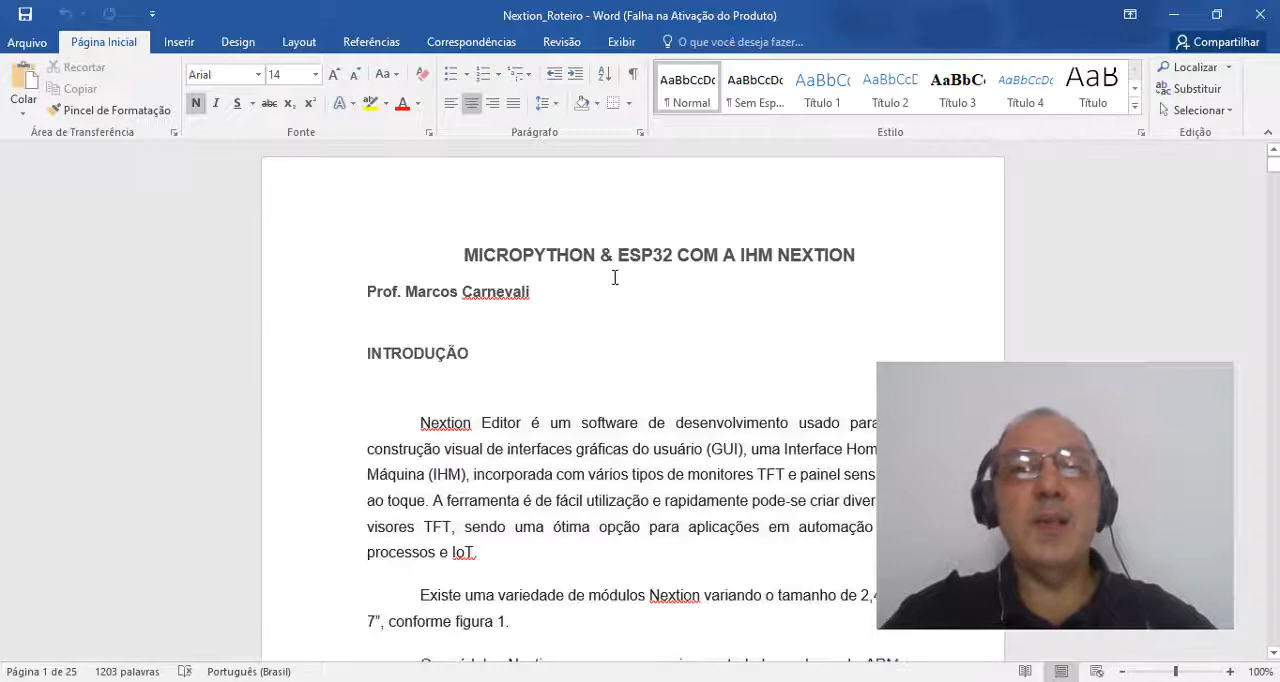 Nextion_Roteiro - Word (Falha na Ativação do Produto)
Arquivo Página Inicial Inserir Design Layout Referências Correspondências Revisão Exibir O que você deseja fazer... Compartilhar
Colar
Recortar
Copiar
Pincel de Formatação
Área de Transferência
Arial 14 Aa
N I S abc X₂ X² A A
Fonte
Parágrafo
AaBbCcDc AaBbCcDc AaBbC( AaBbCcD AaBbC‹ AaBbCcDc AaB
¶ Normal ¶ Sem Esp... Título 1 Título 2 Título 3 Título 4 Título
Estilo
Localizar
Substituir
Selecionar
Edição
MICROPYTHON & ESP32 COM A IHM NEXTION
Prof. Marcos Carnevali
INTRODUÇÃO
Nextion Editor é um software de desenvolvimento usado para
construção visual de interfaces gráficas do usuário (GUI), uma Interface Hom
Máquina (IHM), incorporada com vários tipos de monitores TFT e painel sens
ao toque. A ferramenta é de fácil utilização e rapidamente pode-se criar diver
visores TFT, sendo uma ótima opção para aplicações em automação
processos e IoT.
Existe uma variedade de módulos Nextion variando o tamanho de 2,4
7”, conforme figura 1.
Página 1 de 25 1203 palavras Português (Brasil) 100%